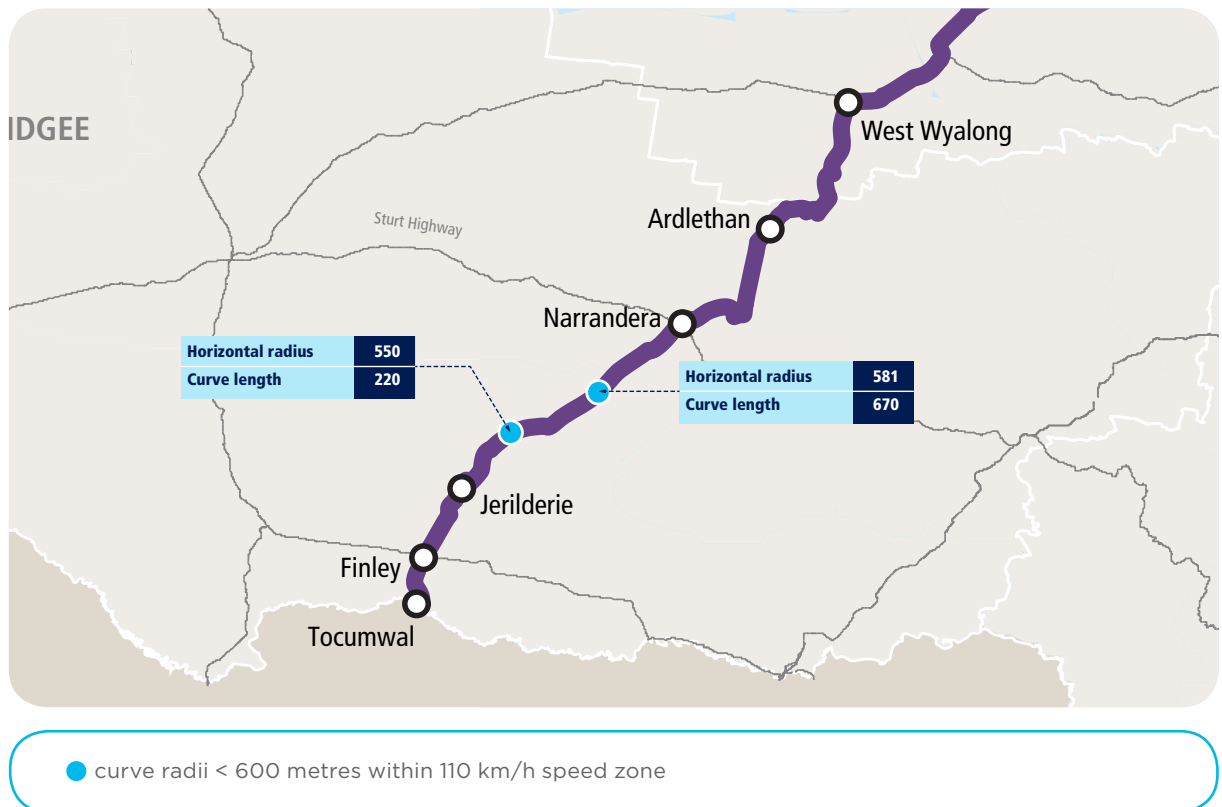 IDGEE
West Wyalong
Ardlethan
Sturt Highway
Narrandera
Horizontal radius 550
Curve length 220
Horizontal radius 581
Curve length 670
Jerilderie
Finley
Tocumwal
curve radii < 600 metres within 110 km/h speed zone